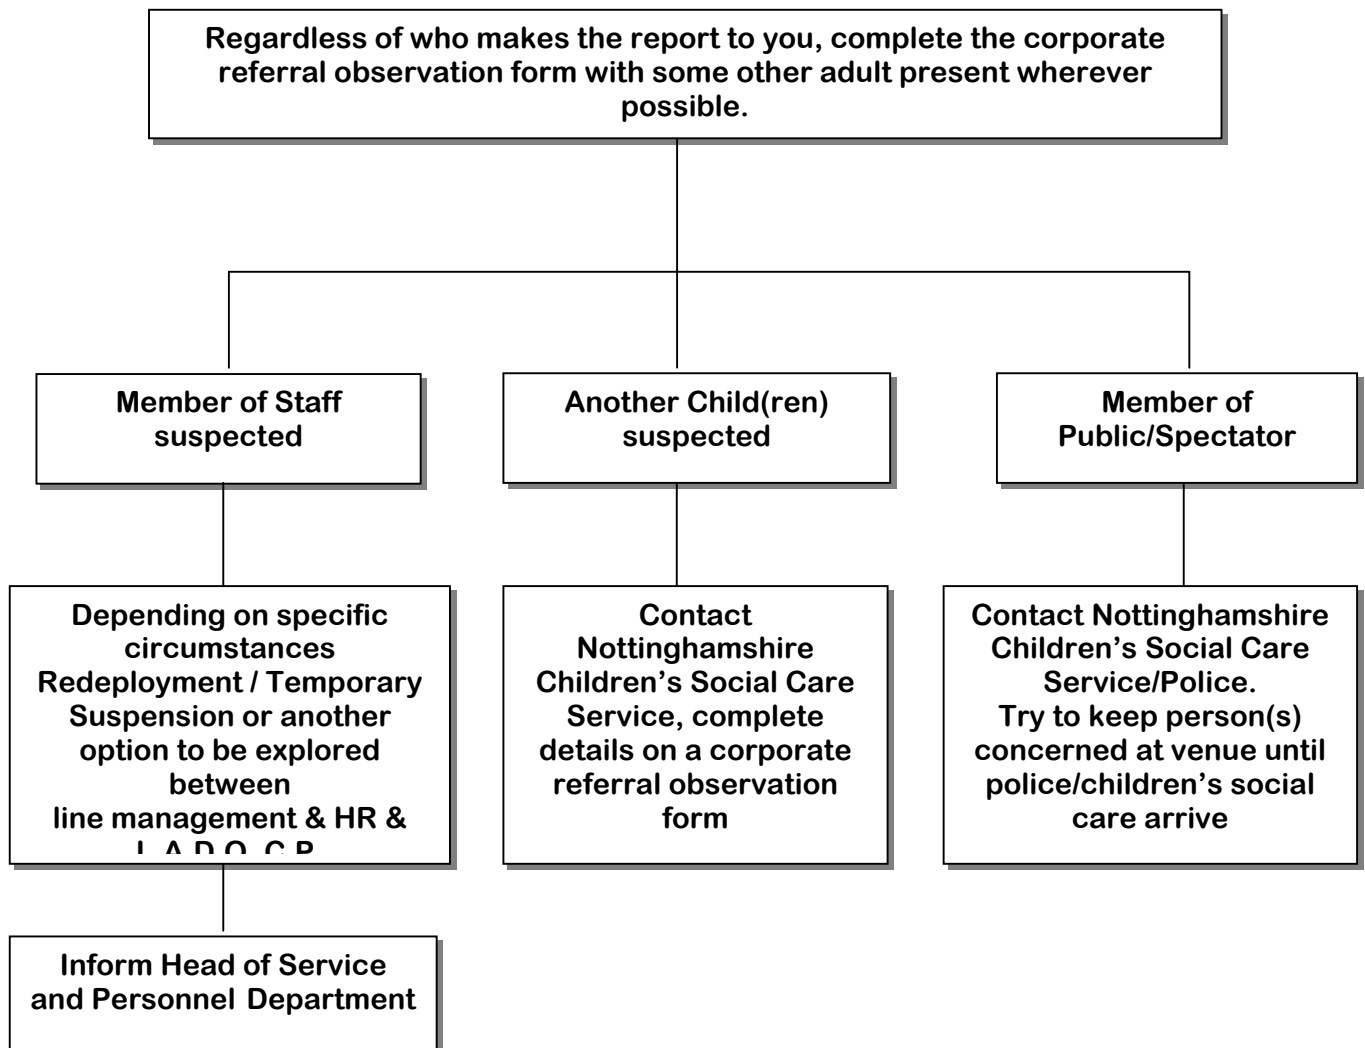 Regardless of who makes the report to you, complete the corporate
referral observation form with some other adult present wherever
possible.
Member of Staff
suspected
Another Child(ren)
suspected
Member of
Public/Spectator
Depending on specific
circumstances
Redeployment / Temporary
Suspension or another
option to be explored
between
line management & HR &
Contact
Nottinghamshire
Children’s Social Care
Service, complete
details on a corporate
referral observation
form
Contact Nottinghamshire
Children’s Social Care
Service/Police.
Try to keep person(s)
concerned at venue until
police/children’s social
care arrive
Inform Head of Service
and Personnel Department